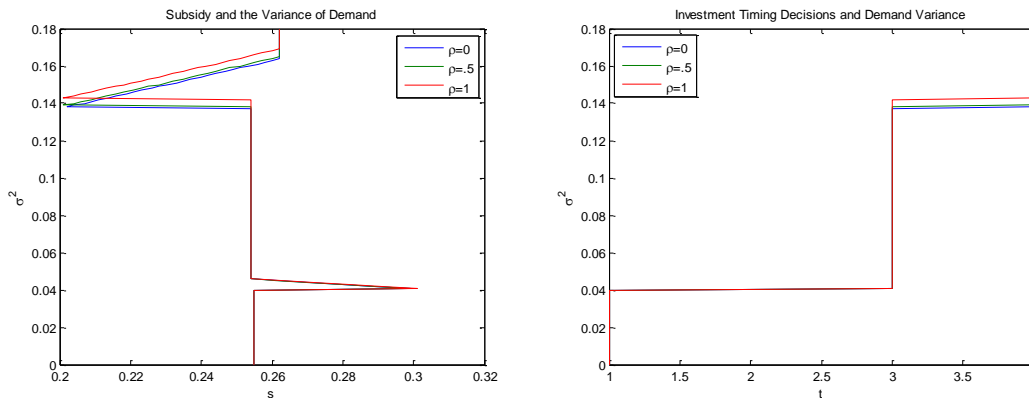 Subsidy and the Variance of Demand
0.18
0.16
0.14
0.12
0.1
0.08
0.06
0.04
0.02
0
σ²
0.2 0.22 0.24 0.26 0.28 0.3 0.32
s
ρ=0
ρ=.5
ρ=1
Investment Timing Decisions and Demand Variance
0.18
0.16
0.14
0.12
0.1
0.08
0.06
0.04
0.02
0
σ²
1 1.5 2 2.5 3 3.5
t
ρ=0
ρ=.5
ρ=1